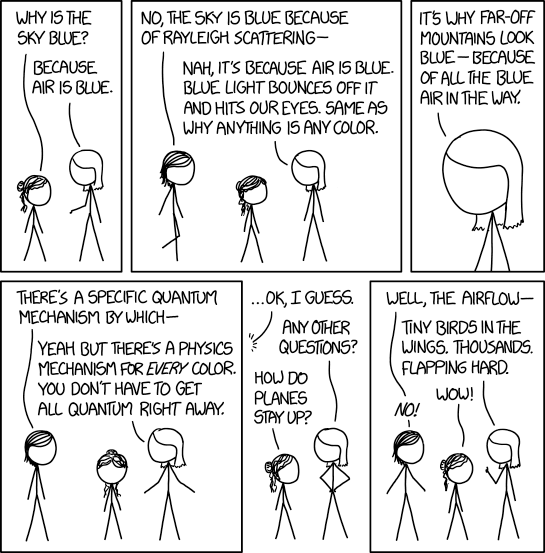 WHY IS THE
SKY BLUE?
BECAUSE
AIR IS BLUE.
NO, THE SKY IS BLUE BECAUSE
OF RAYLEIGH SCATTERING—
NAH, IT'S BECAUSE AIR IS BLUE.
BLUE LIGHT BOUNCES OFF IT
AND HITS OUR EYES. SAME AS
WHY ANYTHING IS ANY COLOR.
IT'S WHY FAR-OFF
MOUNTAINS LOOK
BLUE—BECAUSE
OF ALL THE BLUE
AIR IN THE WAY.
THERE'S A SPECIFIC QUANTUM
MECHANISM BY WHICH—
YEAH BUT THERE'S A PHYSICS
MECHANISM FOR EVERY COLOR.
YOU DON'T HAVE TO GET
ALL QUANTUM RIGHT AWAY.
...OK, I GUESS.
ANY OTHER
QUESTIONS?
HOW DO
PLANES
STAY UP?
WELL, THE AIRFLOW—
TINY BIRDS IN THE
WINGS. THOUSANDS.
FLAPPING HARD.
WOW!
NO!